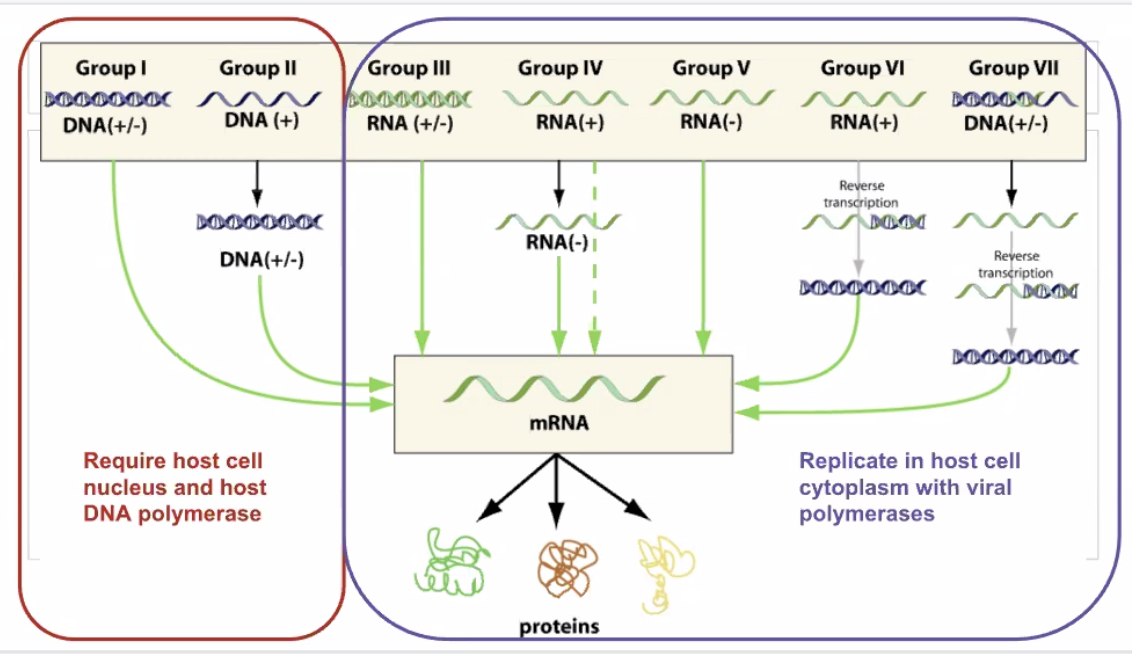 Group I
Group II
Group III
Group IV
Group V
Group VI
Group VII
DNA(+/-)
DNA (+)
RNA (+/-)
RNA(+)
RNA(-)
RNA(+)
DNA(+/-)
Reverse
transcription
RNA(-)
DNA(+/-)
Reverse
transcription
mRNA
Require host cell
nucleus and host
DNA polymerase
Replicate in host cell
cytoplasm with viral
polymerases
proteins